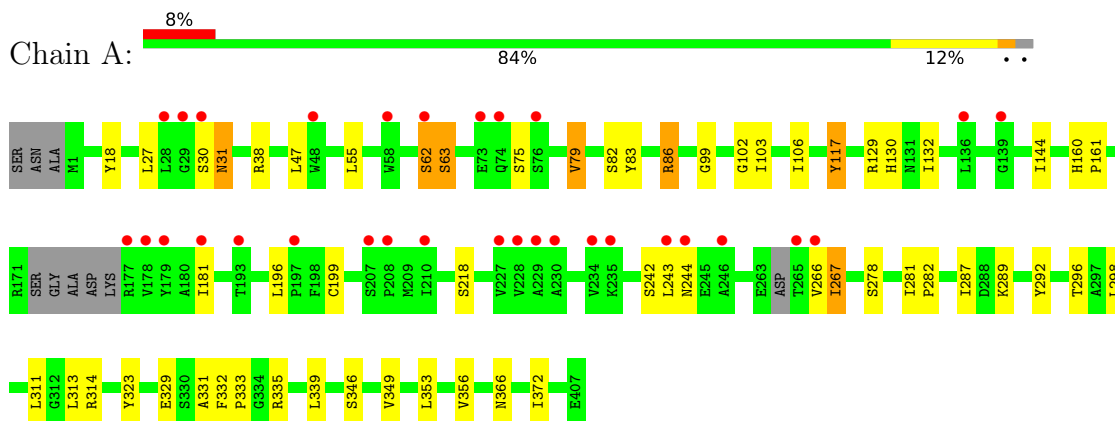 8%
Chain A:
84% 12% • •
SER ASN ALA M1 Y18 L27 L28 G29 S30 N31 R38 L47 W48 L55 W58 S62 S63 E73 Q74 S75 S76 V79 S82 Y83 R86 G99 G102 I103 I106 Y117 R129 H130 N131 I132 L136 G139 I144 H160 P161
R171 SER GLY ALA ASP LYS R177 V178 Y179 A180 I181 T193 L196 P197 F198 C199 S207 P208 M209 I210 S218 V227 V228 A229 A230 V234 K235 S242 L243 N244 E245 A246 E263 ASP T265 V266 I267 S278 I281 P282 I287 D288 K289 Y292 T296 A297 L298
L311 G312 L313 R314 Y323 E329 S330 A331 F332 P333 G334 R335 L339 S346 V349 L353 V356 N366 I372 E407